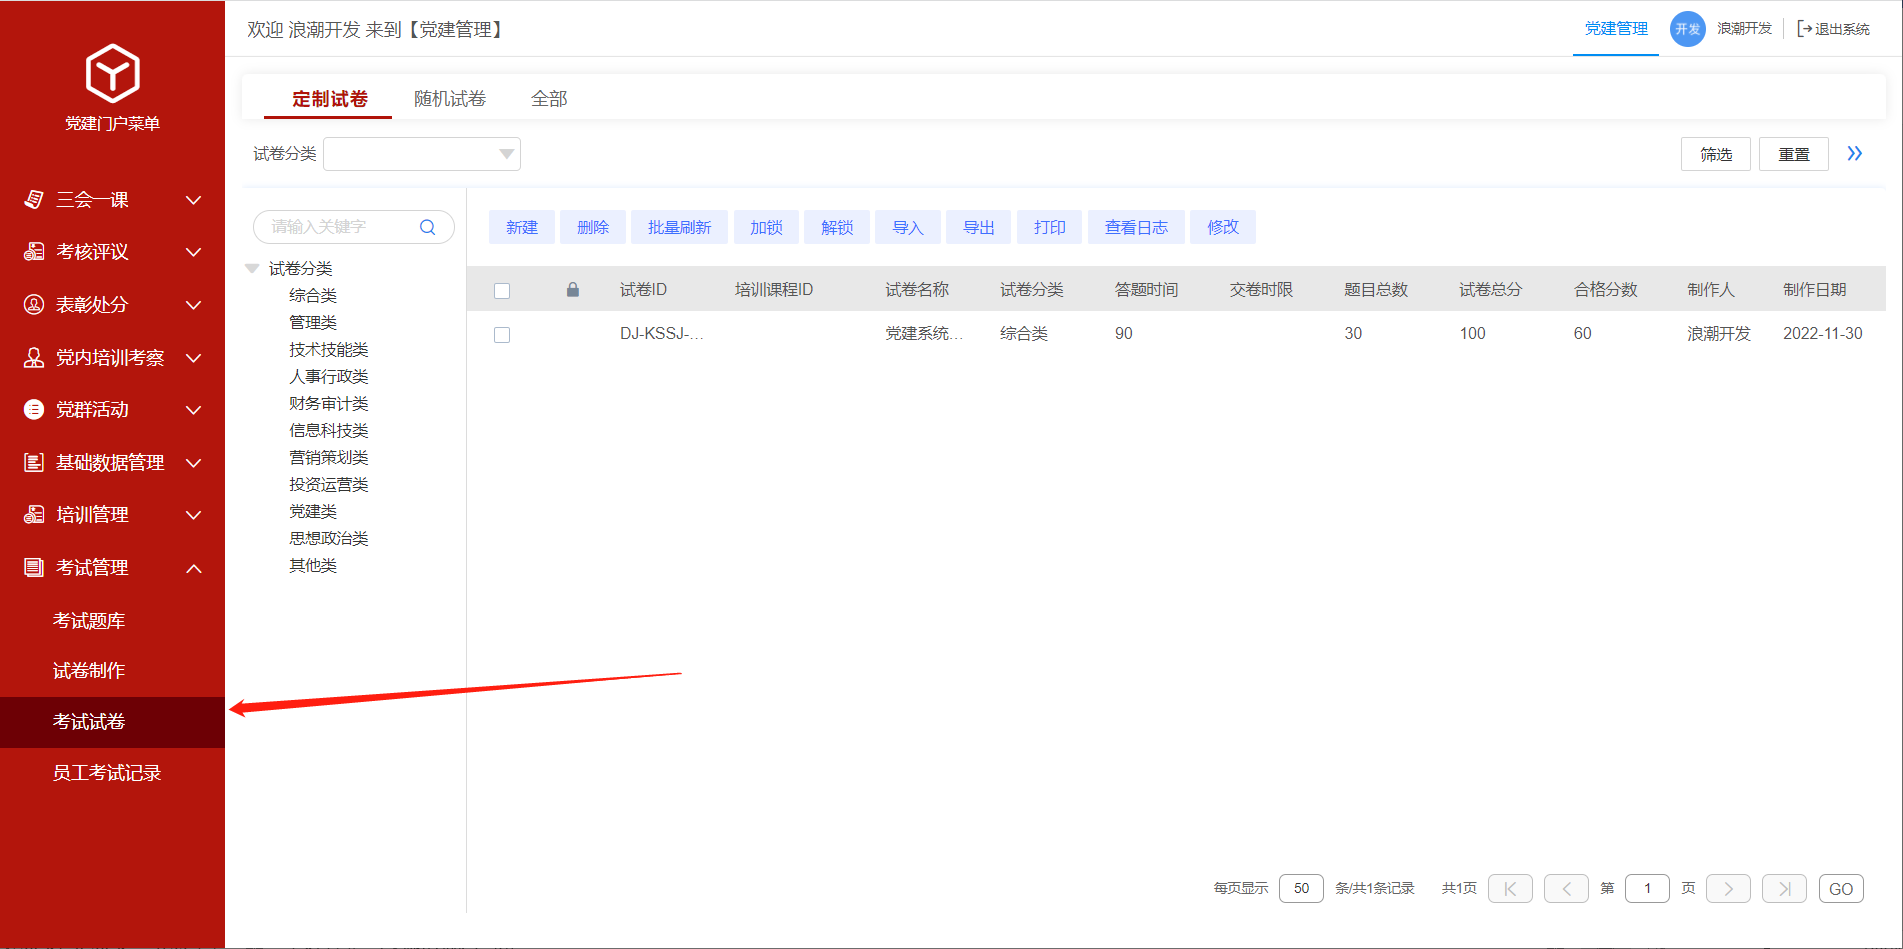 欢迎 浪潮开发 来到【党建管理】
党建管理
开发
浪潮开发
退出系统
党建门户菜单
三会一课
考核评议
表彰处分
党内培训考察
党群活动
基础数据管理
培训管理
考试管理
考试题库
试卷制作
考试试卷
员工考试记录
定制试卷 随机试卷 全部
试卷分类
筛选 重置
请输入关键字
试卷分类
综合类
管理类
技术技能类
人事行政类
财务审计类
信息科技类
营销策划类
投资运营类
党建类
思想政治类
其他类
新建 删除 批量刷新 加锁 解锁 导入 导出 打印 查看日志 修改
试卷ID 培训课程ID 试卷名称 试卷分类 答题时间 交卷时限 题目总数 试卷总分 合格分数 制作人 制作日期
DJ-KSSJ-... 党建系统... 综合类 90 30 100 60 浪潮开发 2022-11-30
每页显示 50 条/共1条记录 共1页 第 1 页 GO